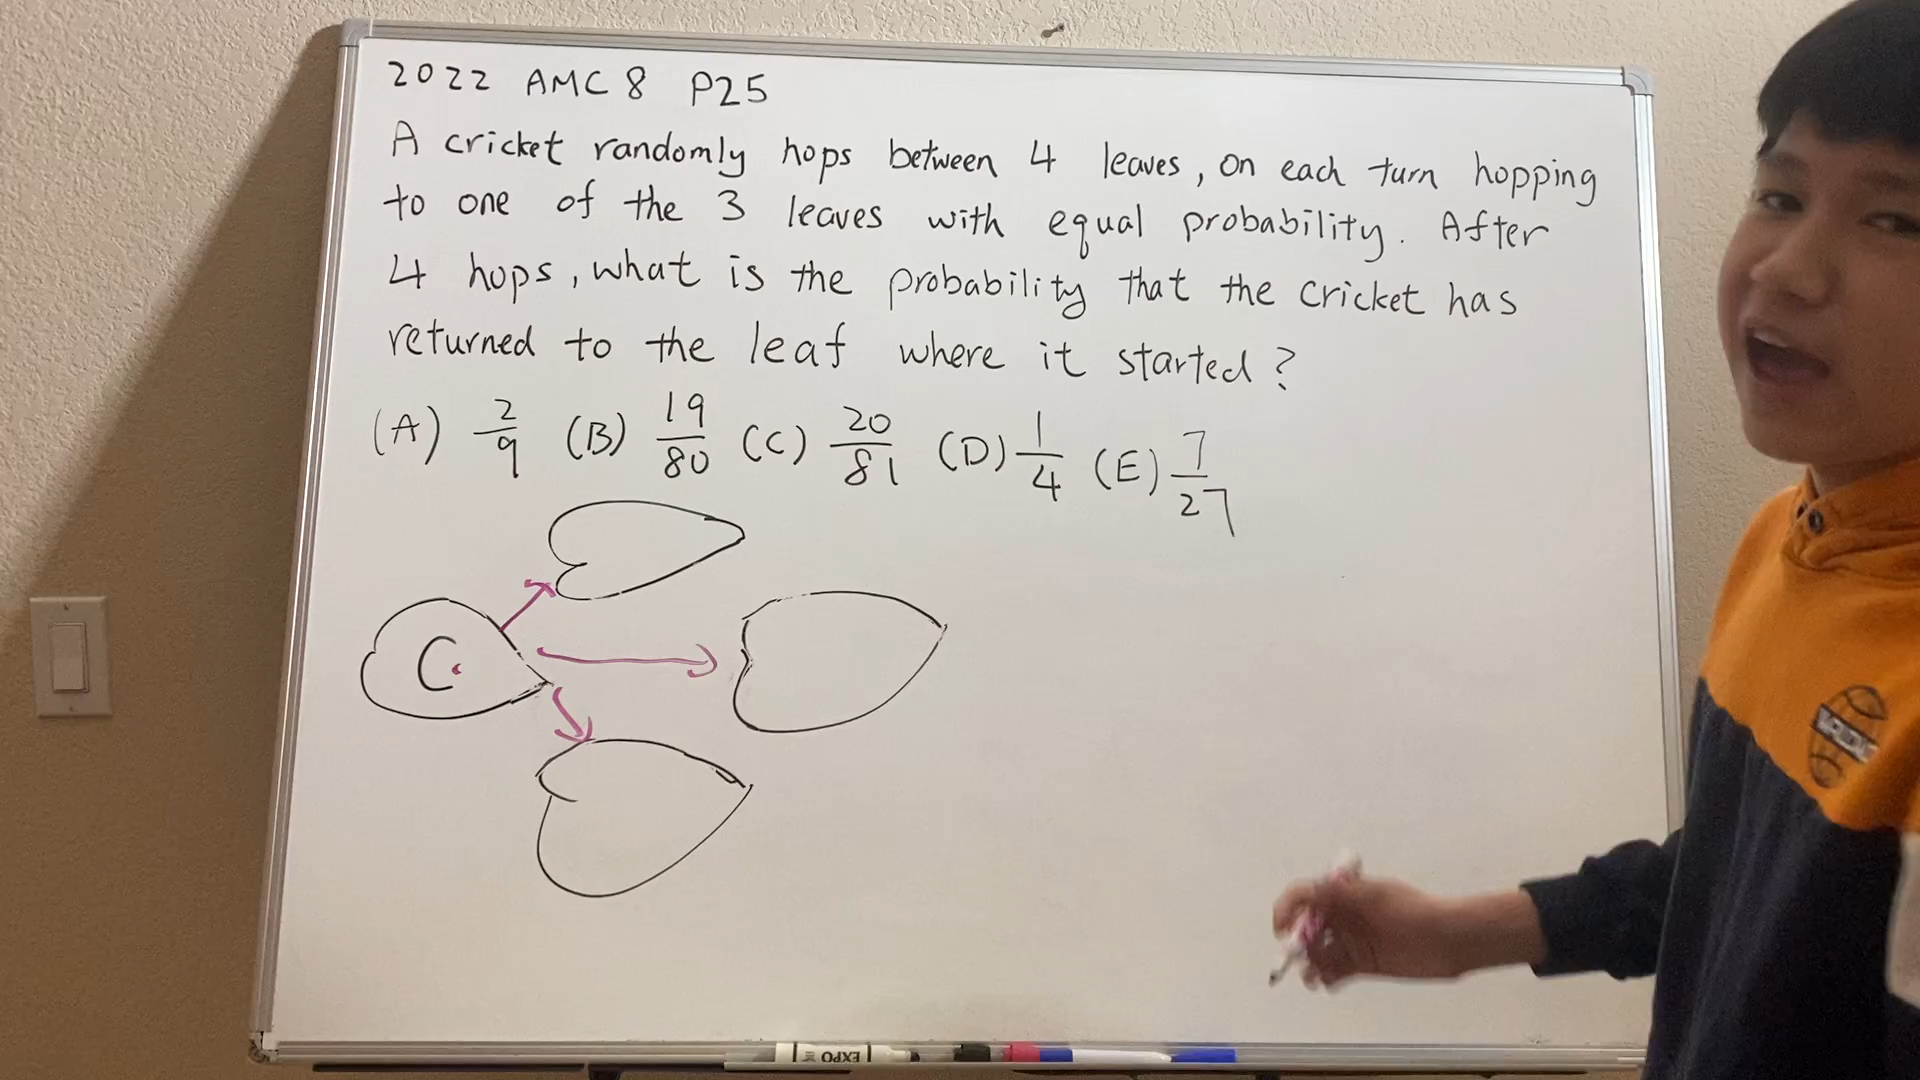 2022 AMC 8 P25
A cricket randomly hops between 4 leaves, on each turn hopping
to one of the 3 leaves with equal probability. After
4 hops, what is the probability that the cricket has
returned to the leaf where it started?
(A) 2/9 (B) 19/80 (C) 20/81 (D) 1/4 (E) 7/27
C
EXPO